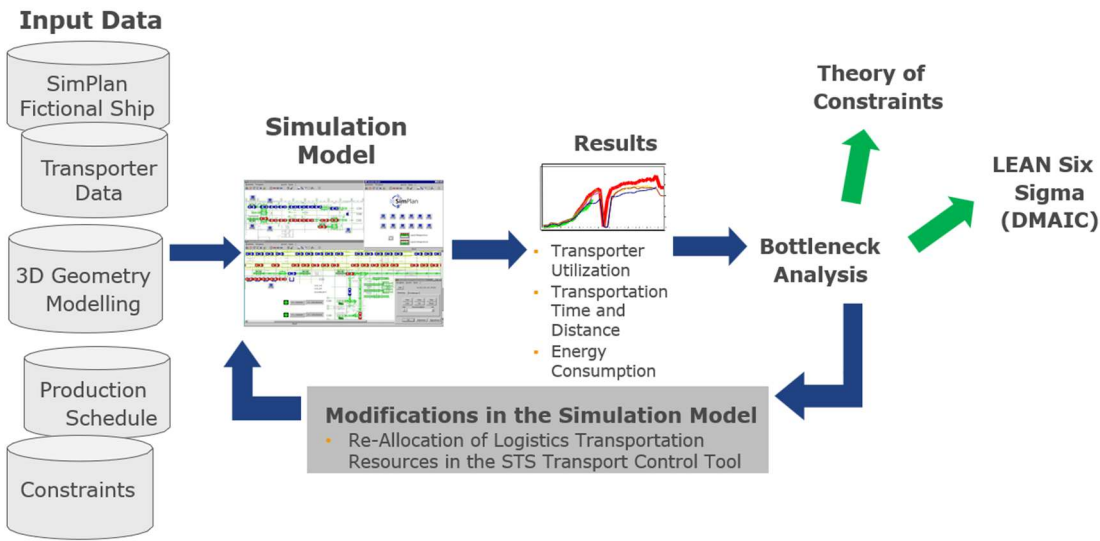 Input Data
SimPlan
Fictional Ship
Transporter
Data
3D Geometry
Modelling
Production
Schedule
Constraints
Simulation
Model
SimPlan
Results
Transporter
Utilization
Transportation
Time and
Distance
Energy
Consumption
Bottleneck
Analysis
Theory of
Constraints
LEAN Six
Sigma
(DMAIC)
Modifications in the Simulation Model
Re-Allocation of Logistics Transportation
Resources in the STS Transport Control Tool